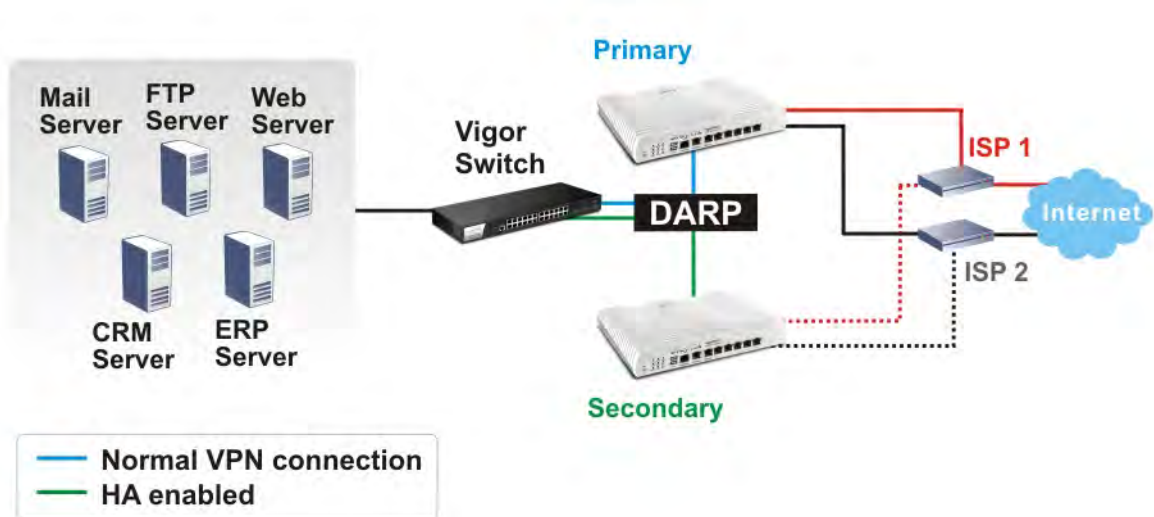 Primary
Mail
Server
FTP
Server
Web
Server
Vigor
Switch
ISP 1
DARP
Internet
ISP 2
CRM
Server
ERP
Server
Secondary
Normal VPN connection
HA enabled